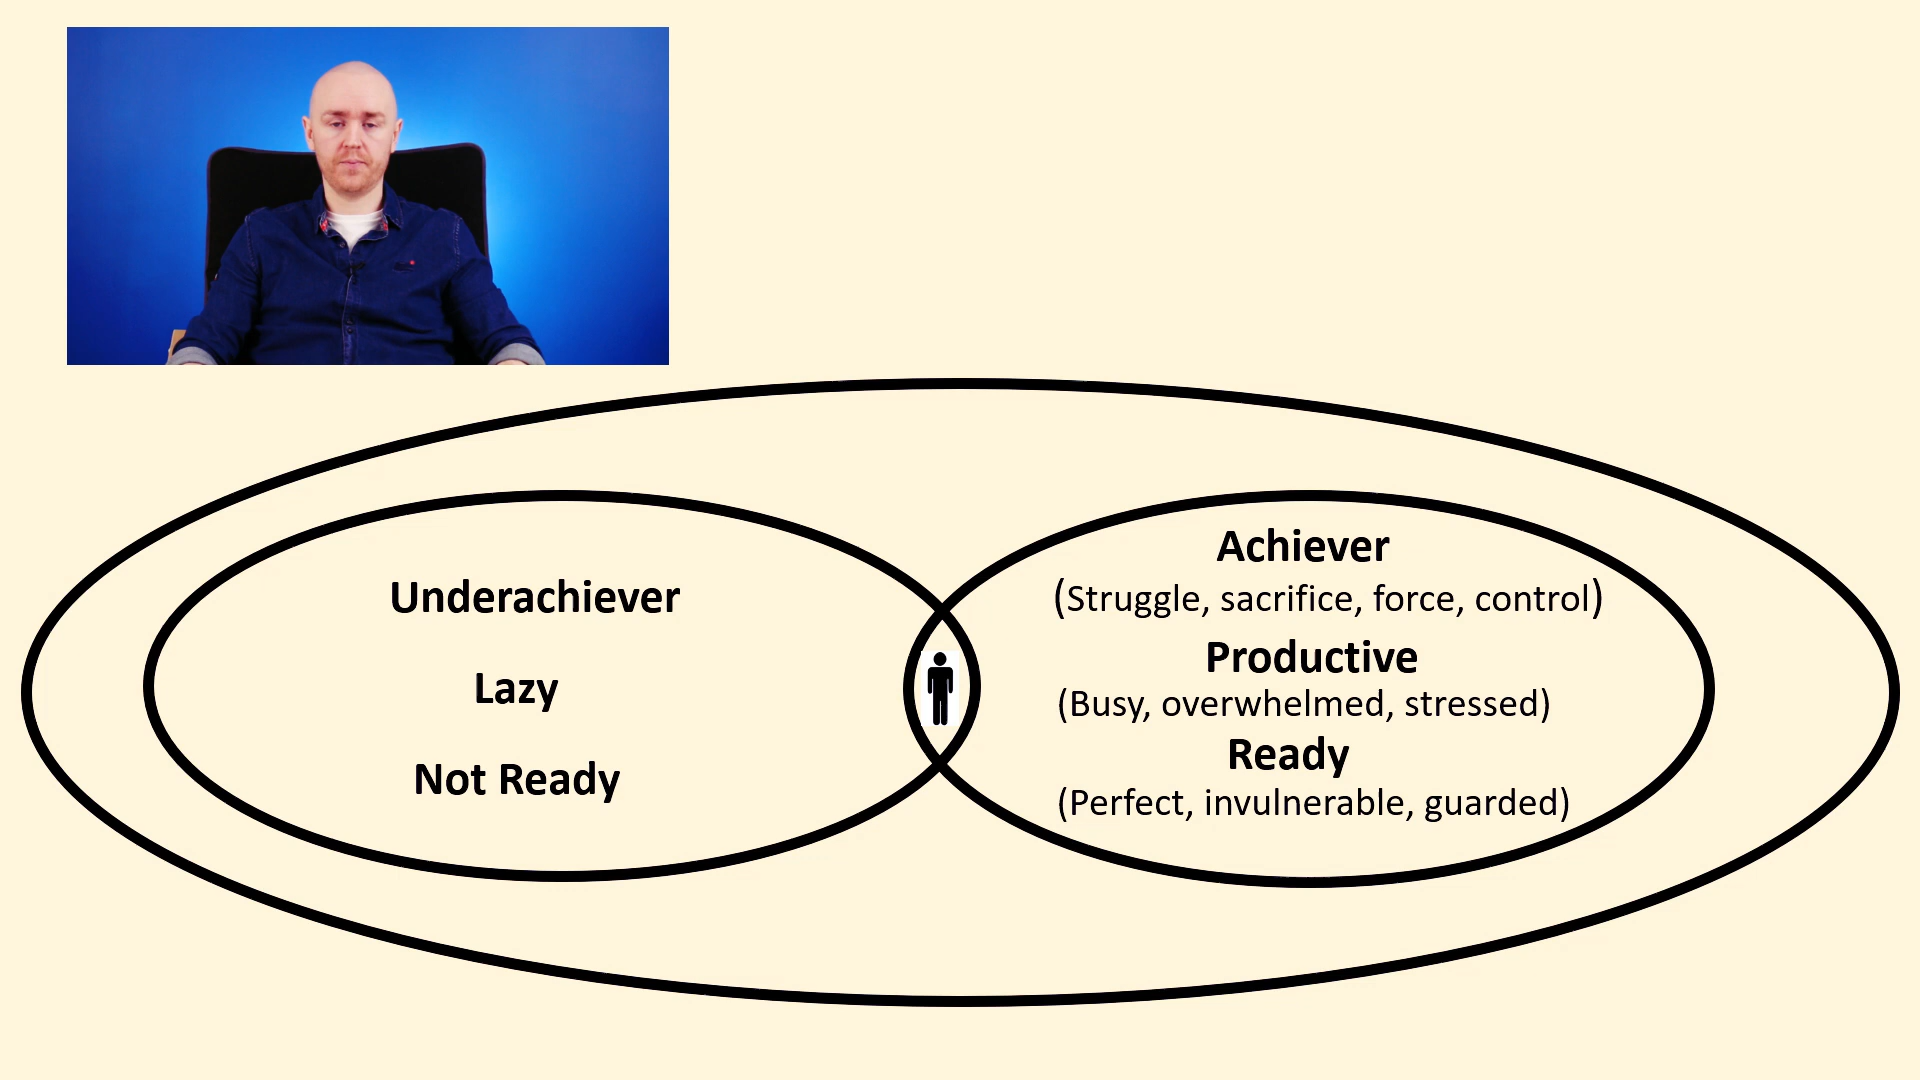 Underachiever
Lazy
Not Ready
Achiever
(Struggle, sacrifice, force, control)
Productive
(Busy, overwhelmed, stressed)
Ready
(Perfect, invulnerable, guarded)